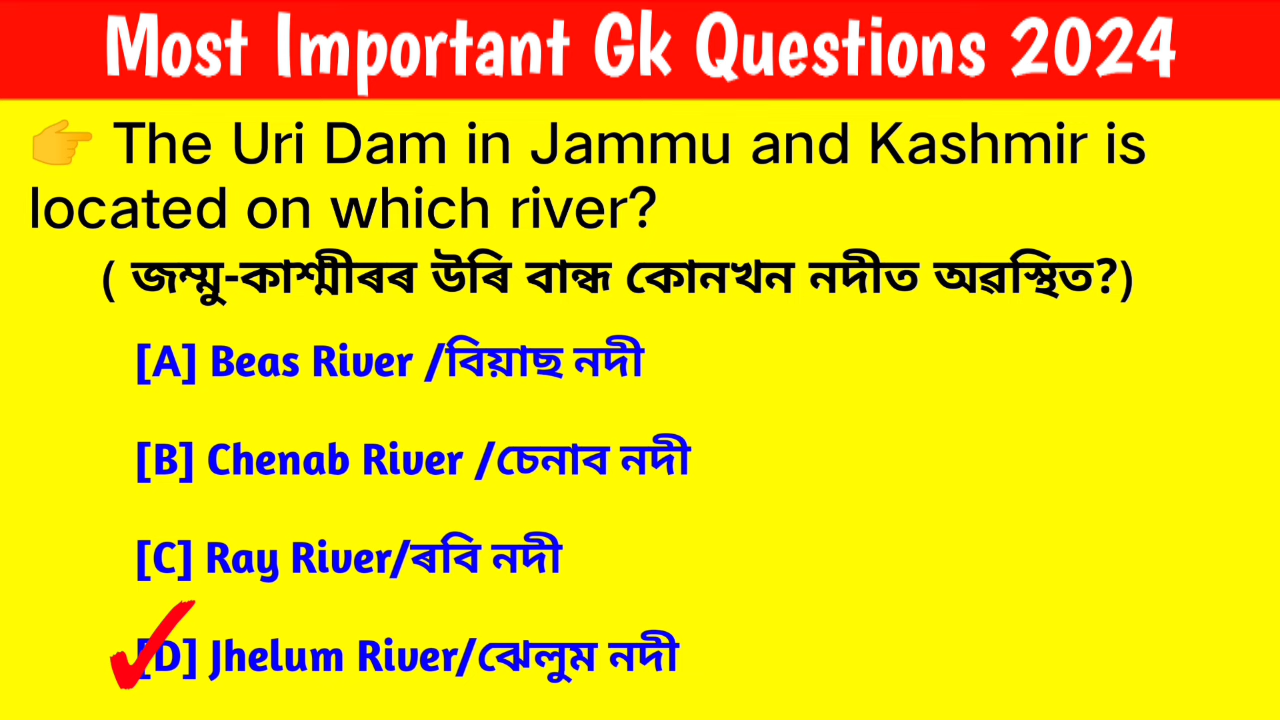 Most Important Gk Questions 2024
👉 The Uri Dam in Jammu and Kashmir is
located on which river?
( জম্মু-কাশ্মীৰৰ উৰি বান্ধ কোনখন নদীত অৱস্থিত?)
[A] Beas River /বিয়াছ নদী
[B] Chenab River /চেনাব নদী
[C] Ray River/ৰবি নদী
[D] Jhelum River/ঝেলুম নদী